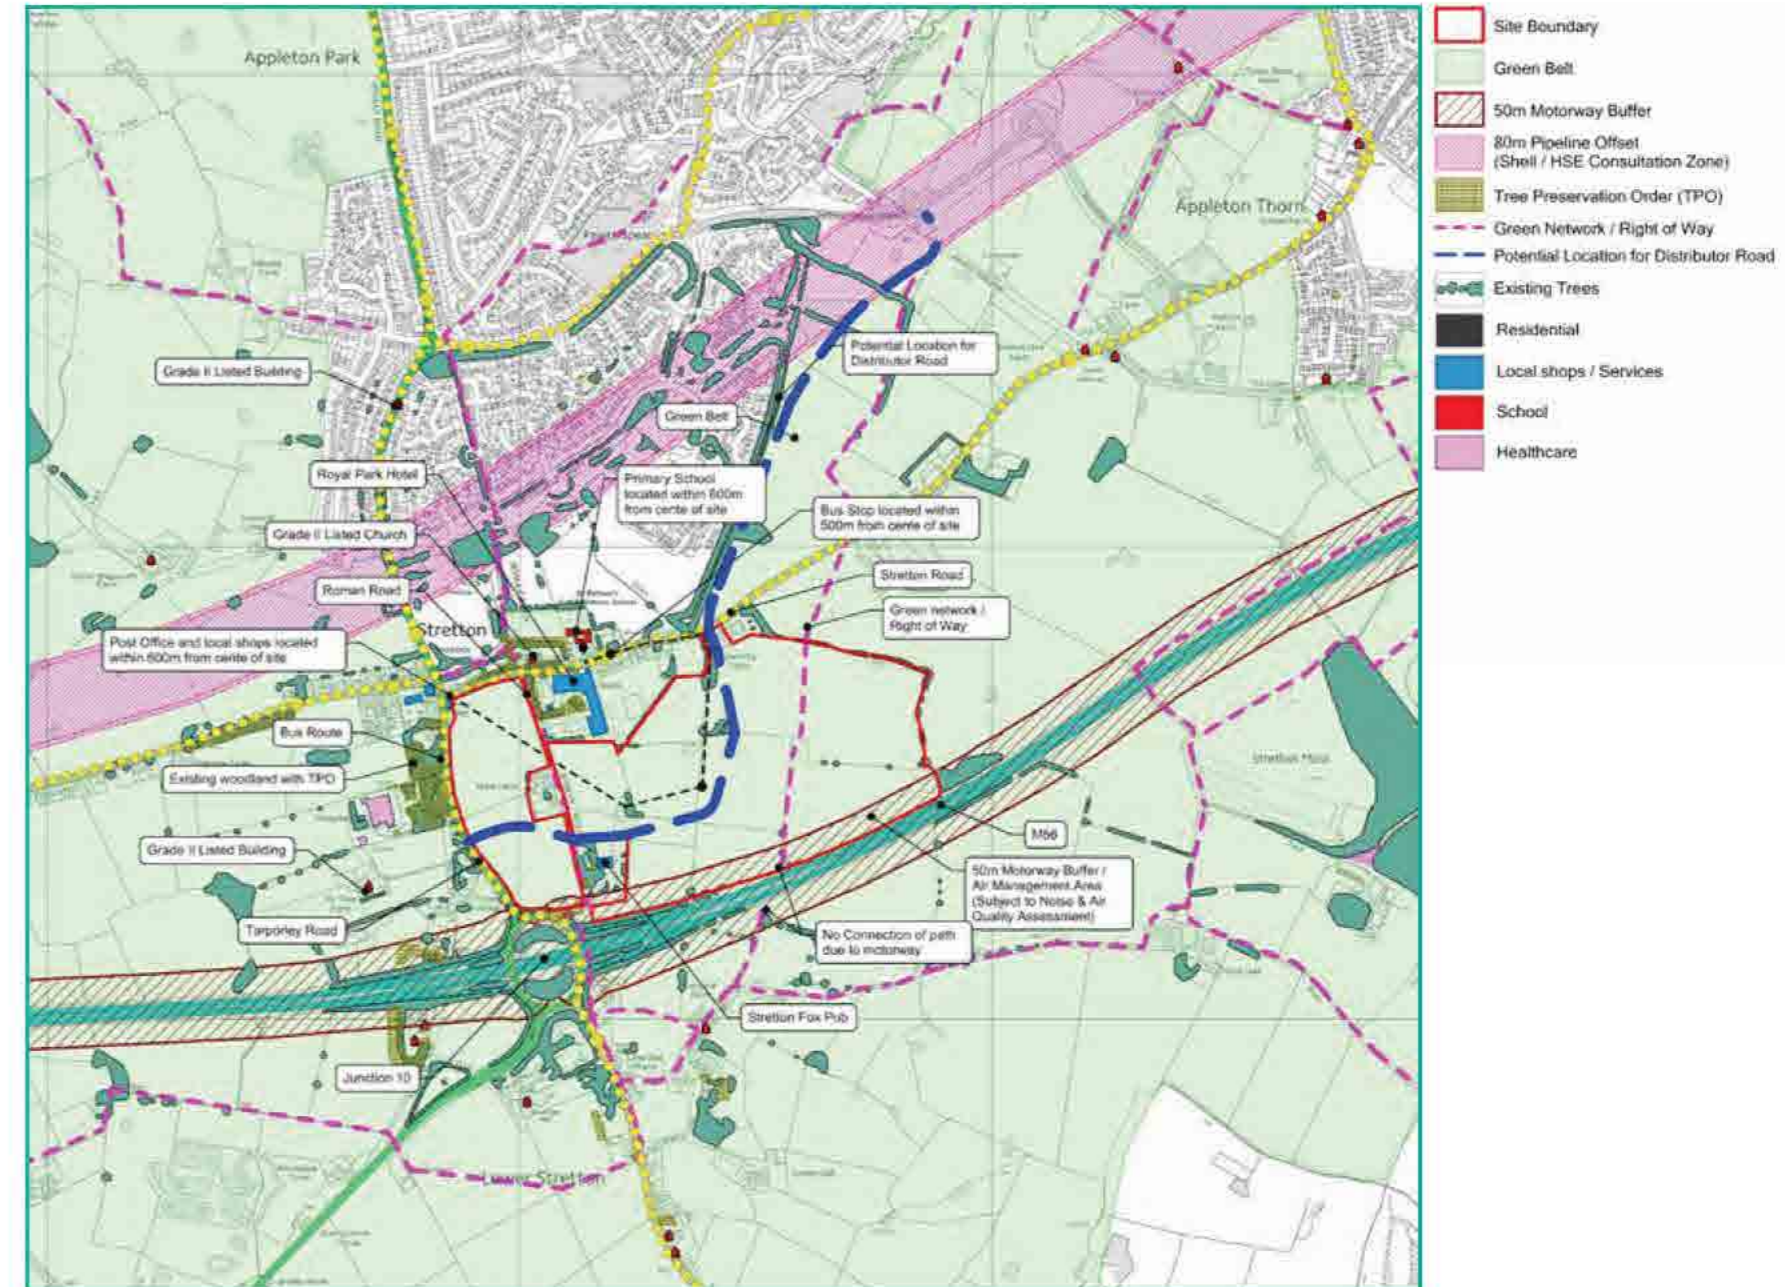 Appleton Park
Appleton Thorn
Grade II Listed Building
Potential Location for
Distributor Road
Green Belt
Royal Park Hotel
Primary School
located within 600m
from cente of site
Bus Stop located within
500m from cente of site
Grade II Listed Church
Stretton Road
Roman Road
Green network /
Right of Way
Stretton
Post Office and local shops located
within 600m from cente of site
Bus Route
Existing woodland with TPO
Stretton Moss
M56
Grade II Listed Building
50m Motorway Buffer /
Air Management Area
(Subject to Noise & Air
Quality Assessment)
Tarporley Road
No Connection of path
due to motorway
Stretton Fox Pub
Junction 10
Lower Stretton
Site Boundary
Green Belt
50m Motorway Buffer
80m Pipeline Offset
(Shell / HSE Consultation Zone)
Tree Preservation Order (TPO)
Green Network / Right of Way
Potential Location for Distributor Road
Existing Trees
Residential
Local shops / Services
School
Healthcare